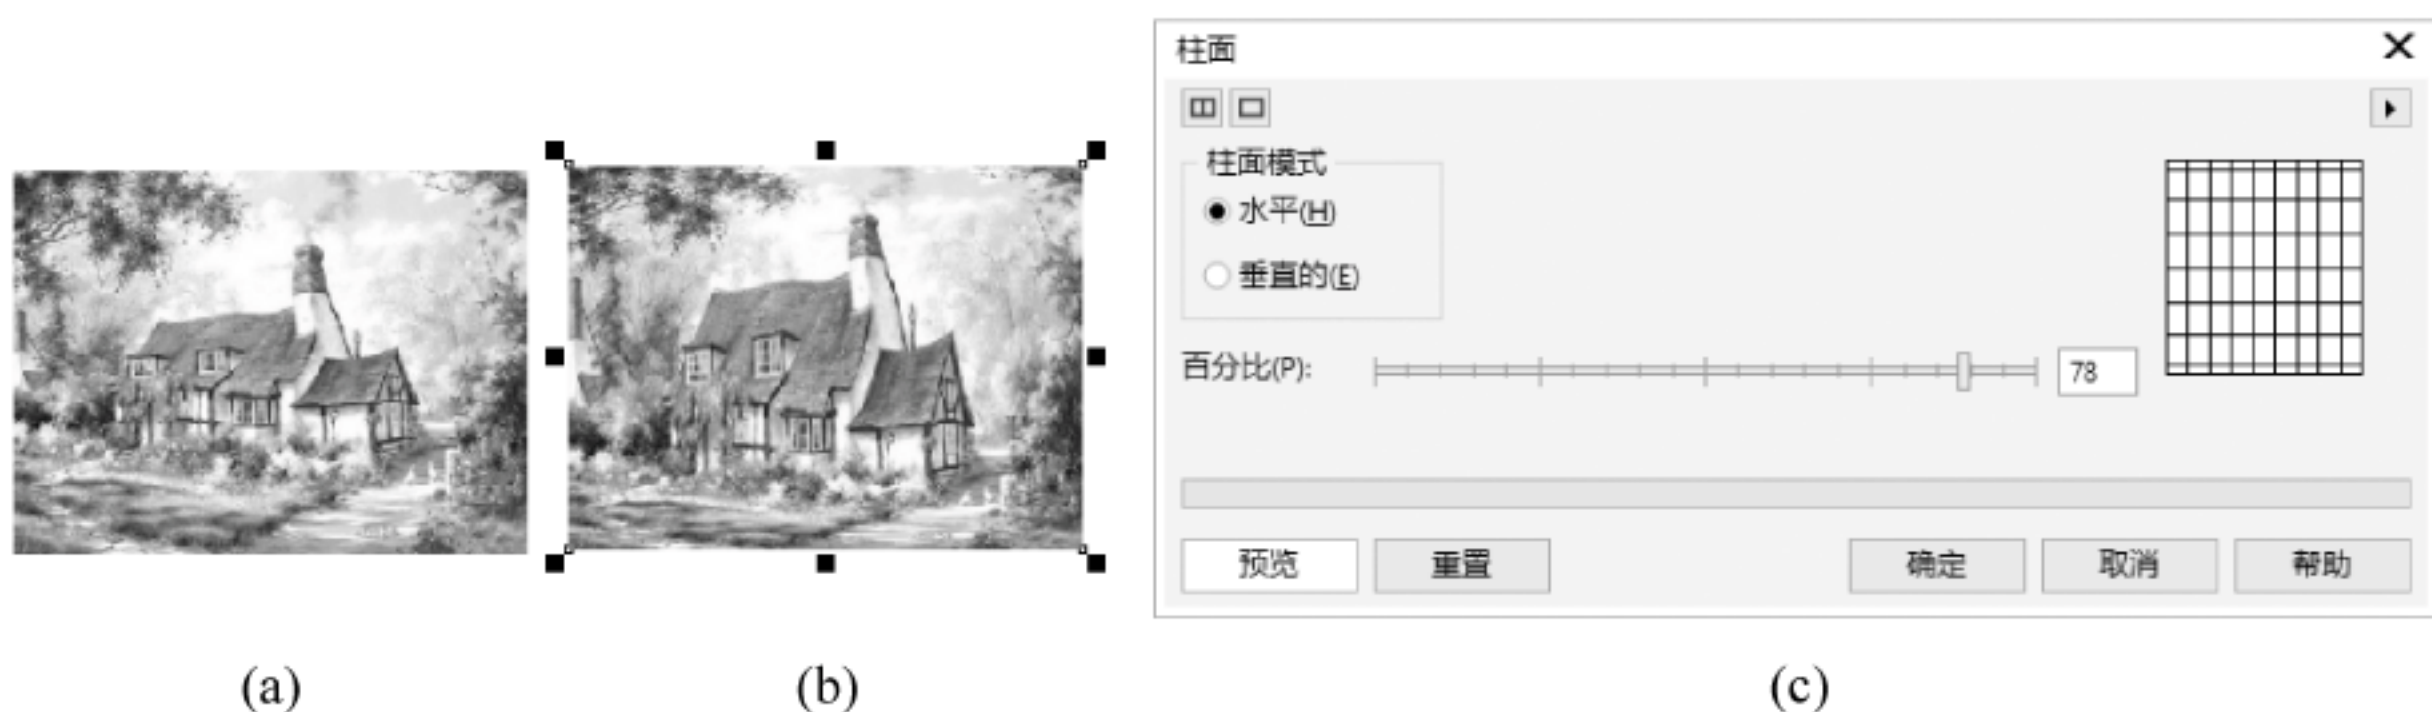 柱面
柱面模式
水平(H)
垂直的(E)
百分比(P):
78
预览 重置 确定 取消 帮助
(a) (b) (c)